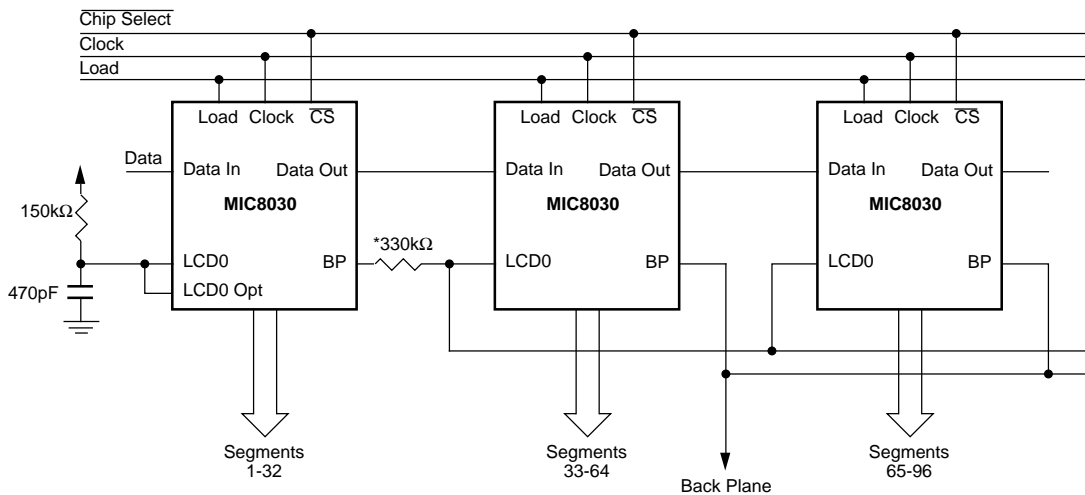 Chip Select
Clock
Load
Load Clock CS
Load Clock CS
Load Clock CS
Data
Data In Data Out
Data In Data Out
Data In Data Out
MIC8030
MIC8030
MIC8030
150kΩ
*330kΩ
LCD0 BP
LCD0 BP
LCD0 BP
LCD0 Opt
470pF
Segments
1-32
Segments
33-64
Segments
65-96
Back Plane